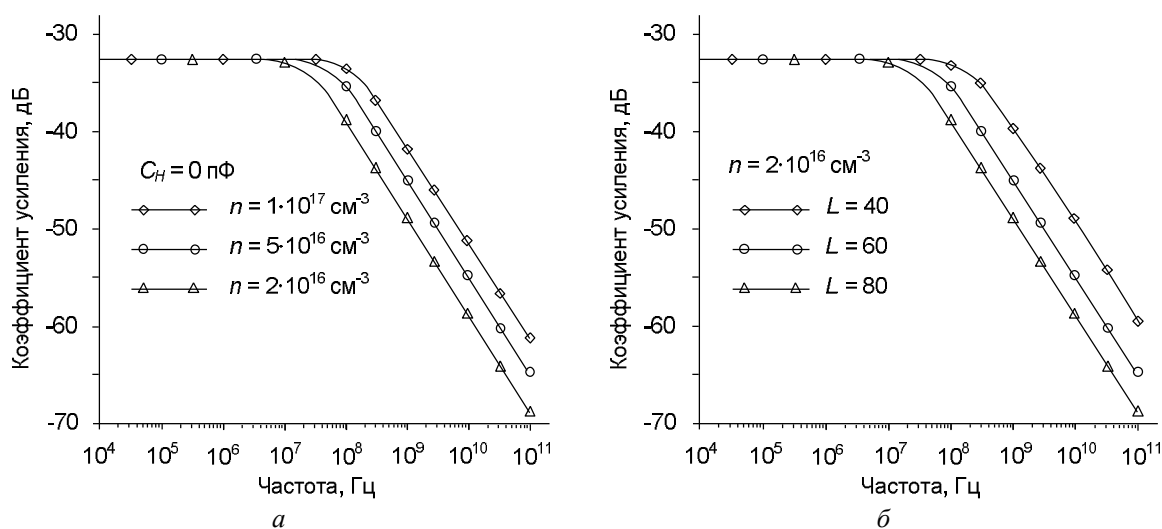 -30
-40
-50
-60
-70
Коэффициент усиления, дБ
C_H = 0 пФ
n = 1·10^17 см^-3
n = 5·10^16 см^-3
n = 2·10^16 см^-3
10^4 10^5 10^6 10^7 10^8 10^9 10^10 10^11
Частота, Гц
а
-30
-40
-50
-60
-70
Коэффициент усиления, дБ
n = 2·10^16 см^-3
L = 40
L = 60
L = 80
10^4 10^5 10^6 10^7 10^8 10^9 10^10 10^11
Частота, Гц
б